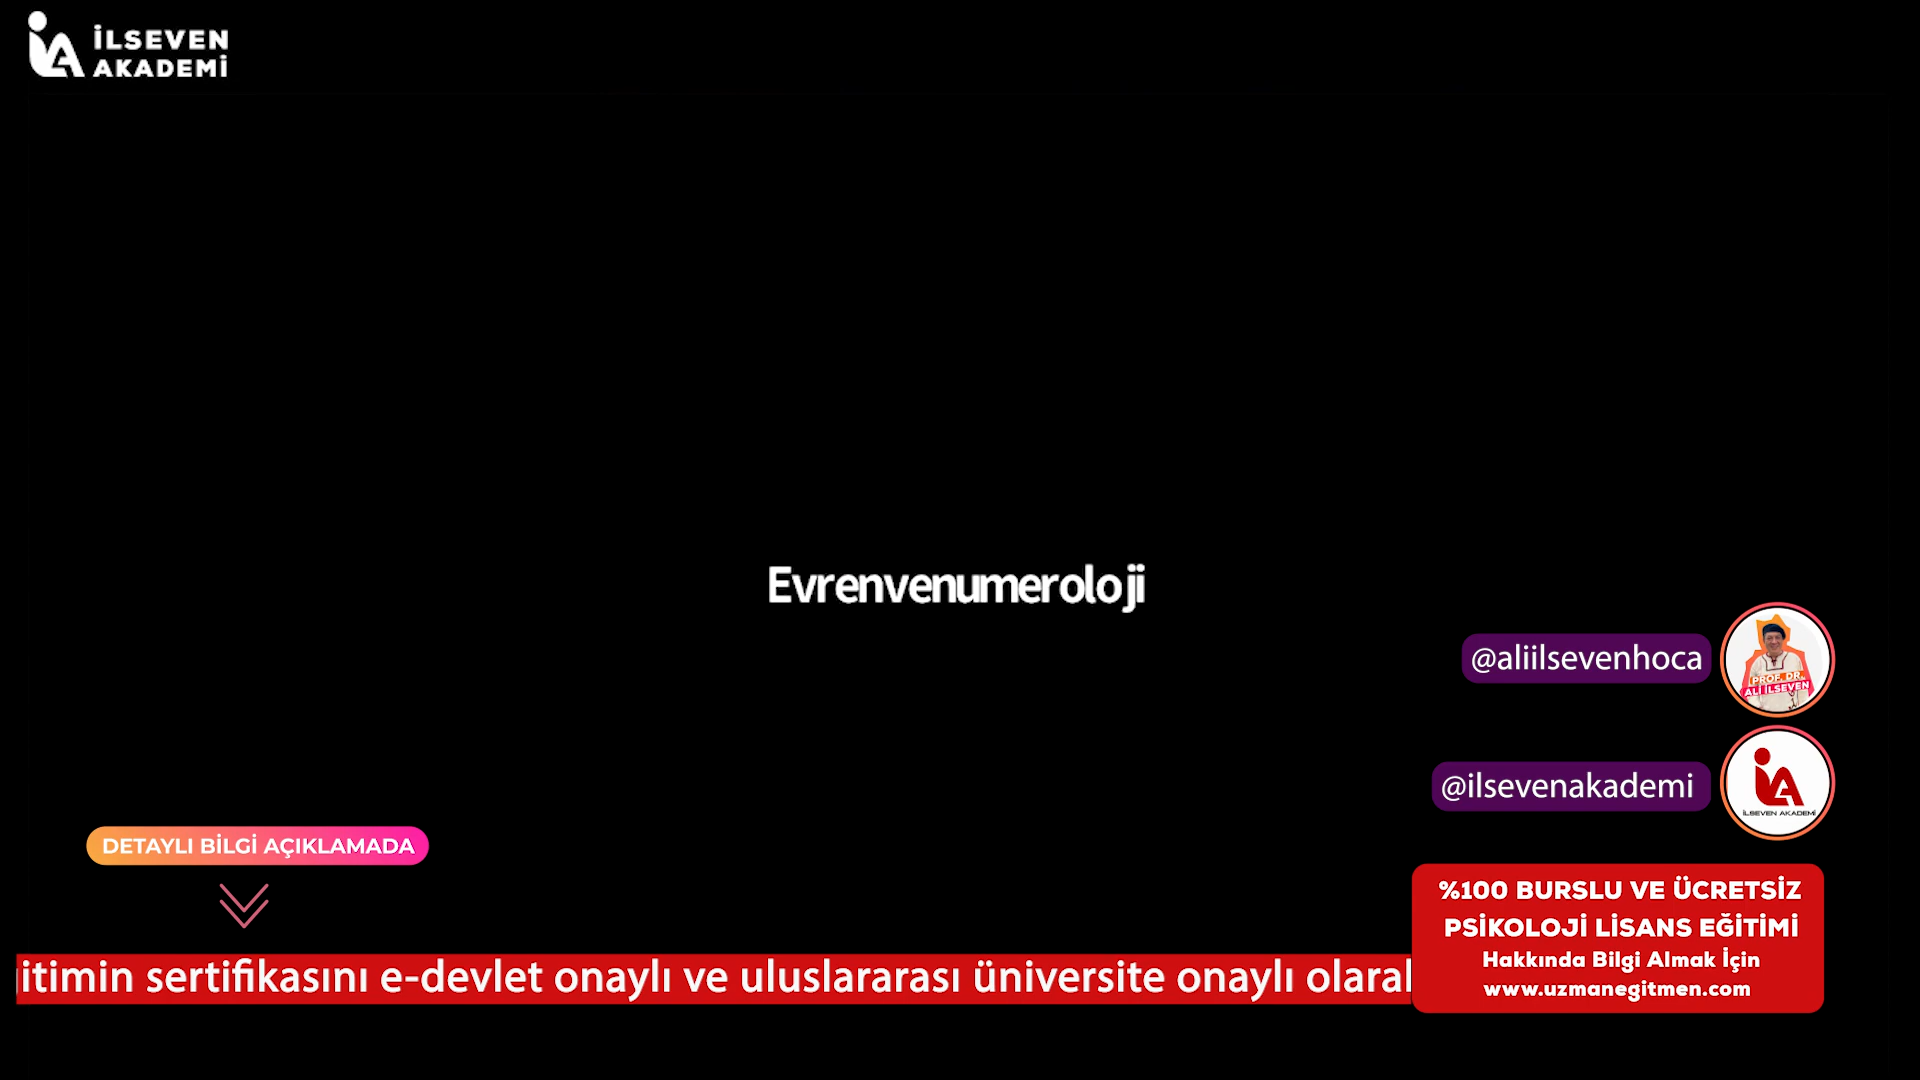 İLSEVEN
AKADEMİ
Evrenvenumeroloji
@aliilsevenhoca
PROF. DR.
ALİ İLSEVEN
@ilsevenakademi
İLSEVEN AKADEMİ
DETAYLI BİLGİ AÇIKLAMADA
itimin sertifikasını e-devlet onaylı ve uluslararası üniversite onaylı olaral
%100 BURSLU VE ÜCRETSİZ
PSİKOLOJİ LİSANS EĞİTİMİ
Hakkında Bilgi Almak İçin
www.uzmanegitmen.com